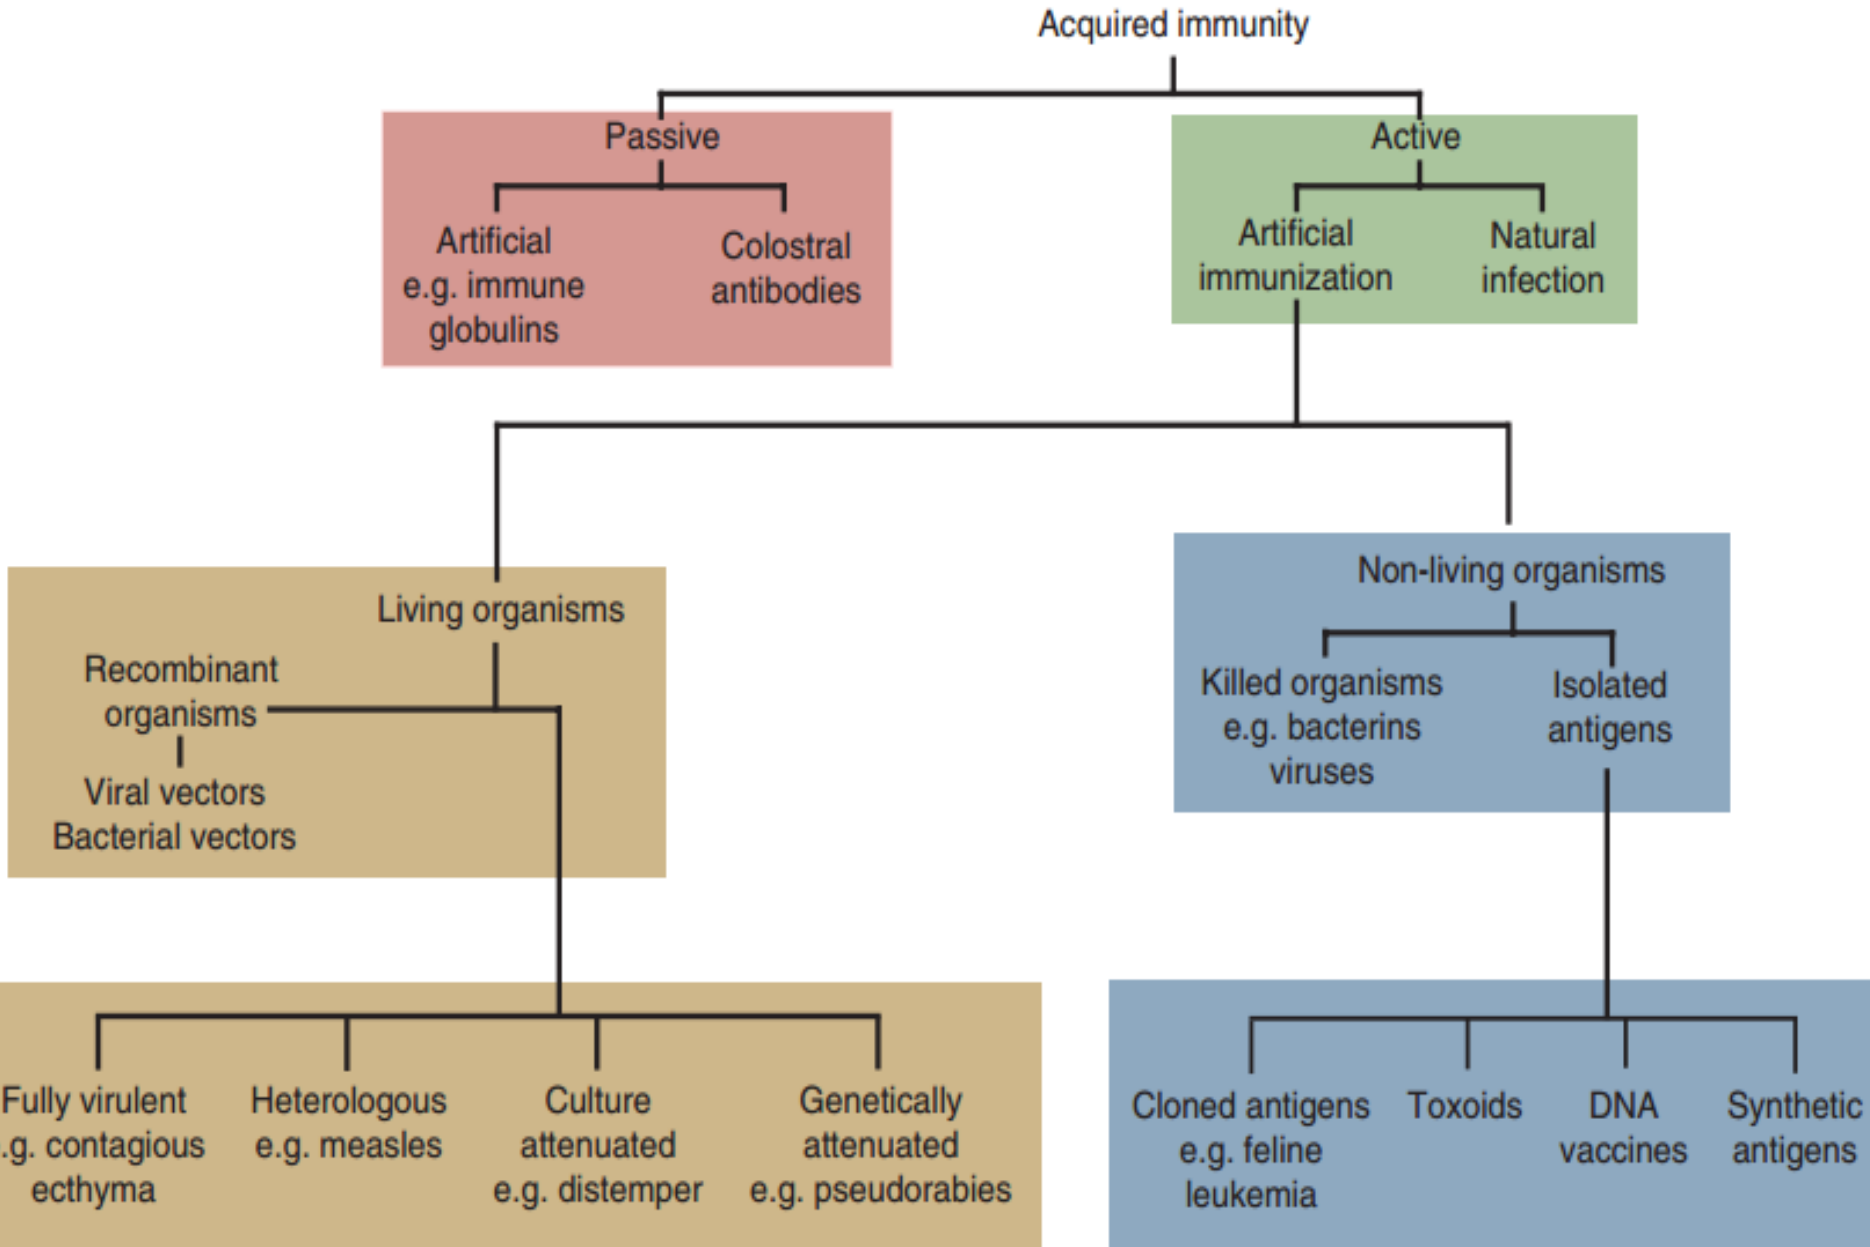 Acquired immunity
Passive
Active
Artificial
e.g. immune
globulins
Colostral
antibodies
Artificial
immunization
Natural
infection
Living organisms
Recombinant
organisms
Viral vectors
Bacterial vectors
Non-living organisms
Killed organisms
e.g. bacterins
viruses
Isolated
antigens
Fully virulent
.g. contagious
ecthyma
Heterologous
e.g. measles
Culture
attenuated
e.g. distemper
Genetically
attenuated
e.g. pseudorabies
Cloned antigens
e.g. feline
leukemia
Toxoids
DNA
vaccines
Synthetic
antigens